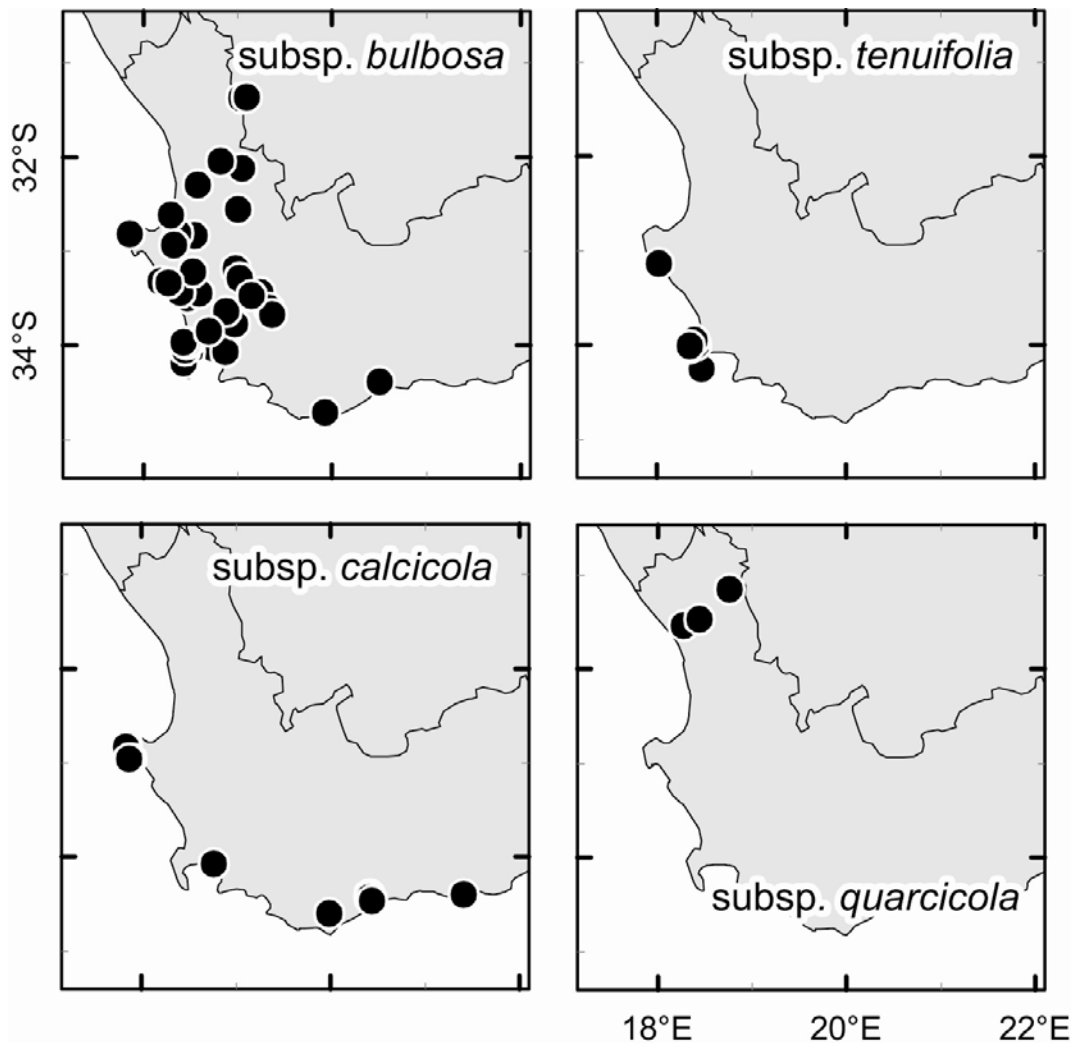 subsp. bulbosa
subsp. tenuifolia
32°S
34°S
subsp. calcicola
subsp. quarcicola
18°E
20°E
22°E